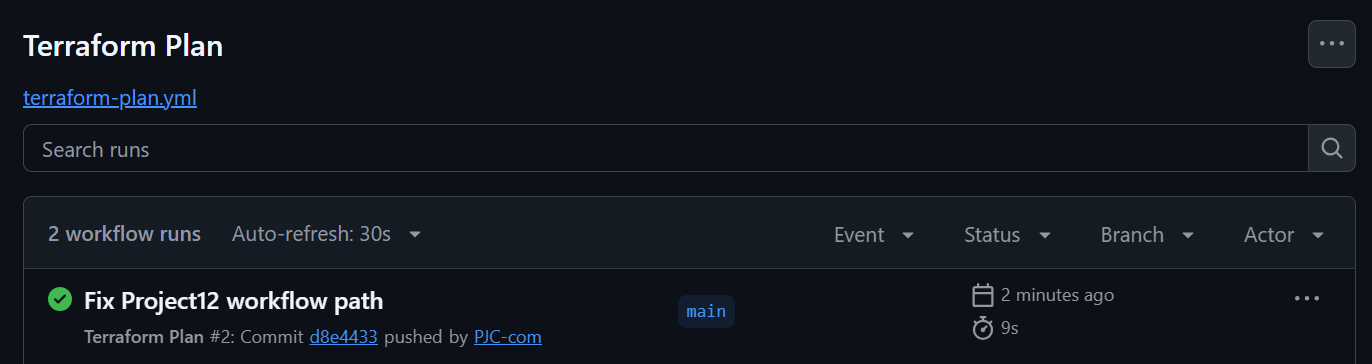 Terraform Plan
terraform-plan.yml
Search runs
2 workflow runs Auto-refresh: 30s Event Status Branch Actor
Fix Project12 workflow path
Terraform Plan #2: Commit d8e4433 pushed by PJC-com
main
2 minutes ago
9s